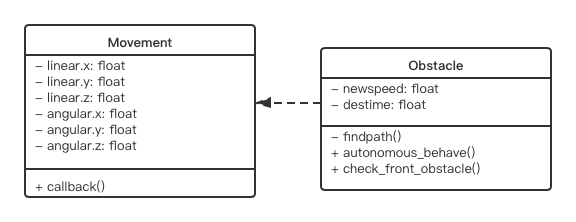 Movement
– linear.x: float
– linear.y: float
– linear.z: float
– angular.x: float
– angular.y: float
– angular.z: float
+ callback()
Obstacle
– newspeed: float
– destime: float
– findpath()
+ autonomous_behave()
+ check_front_obstacle()